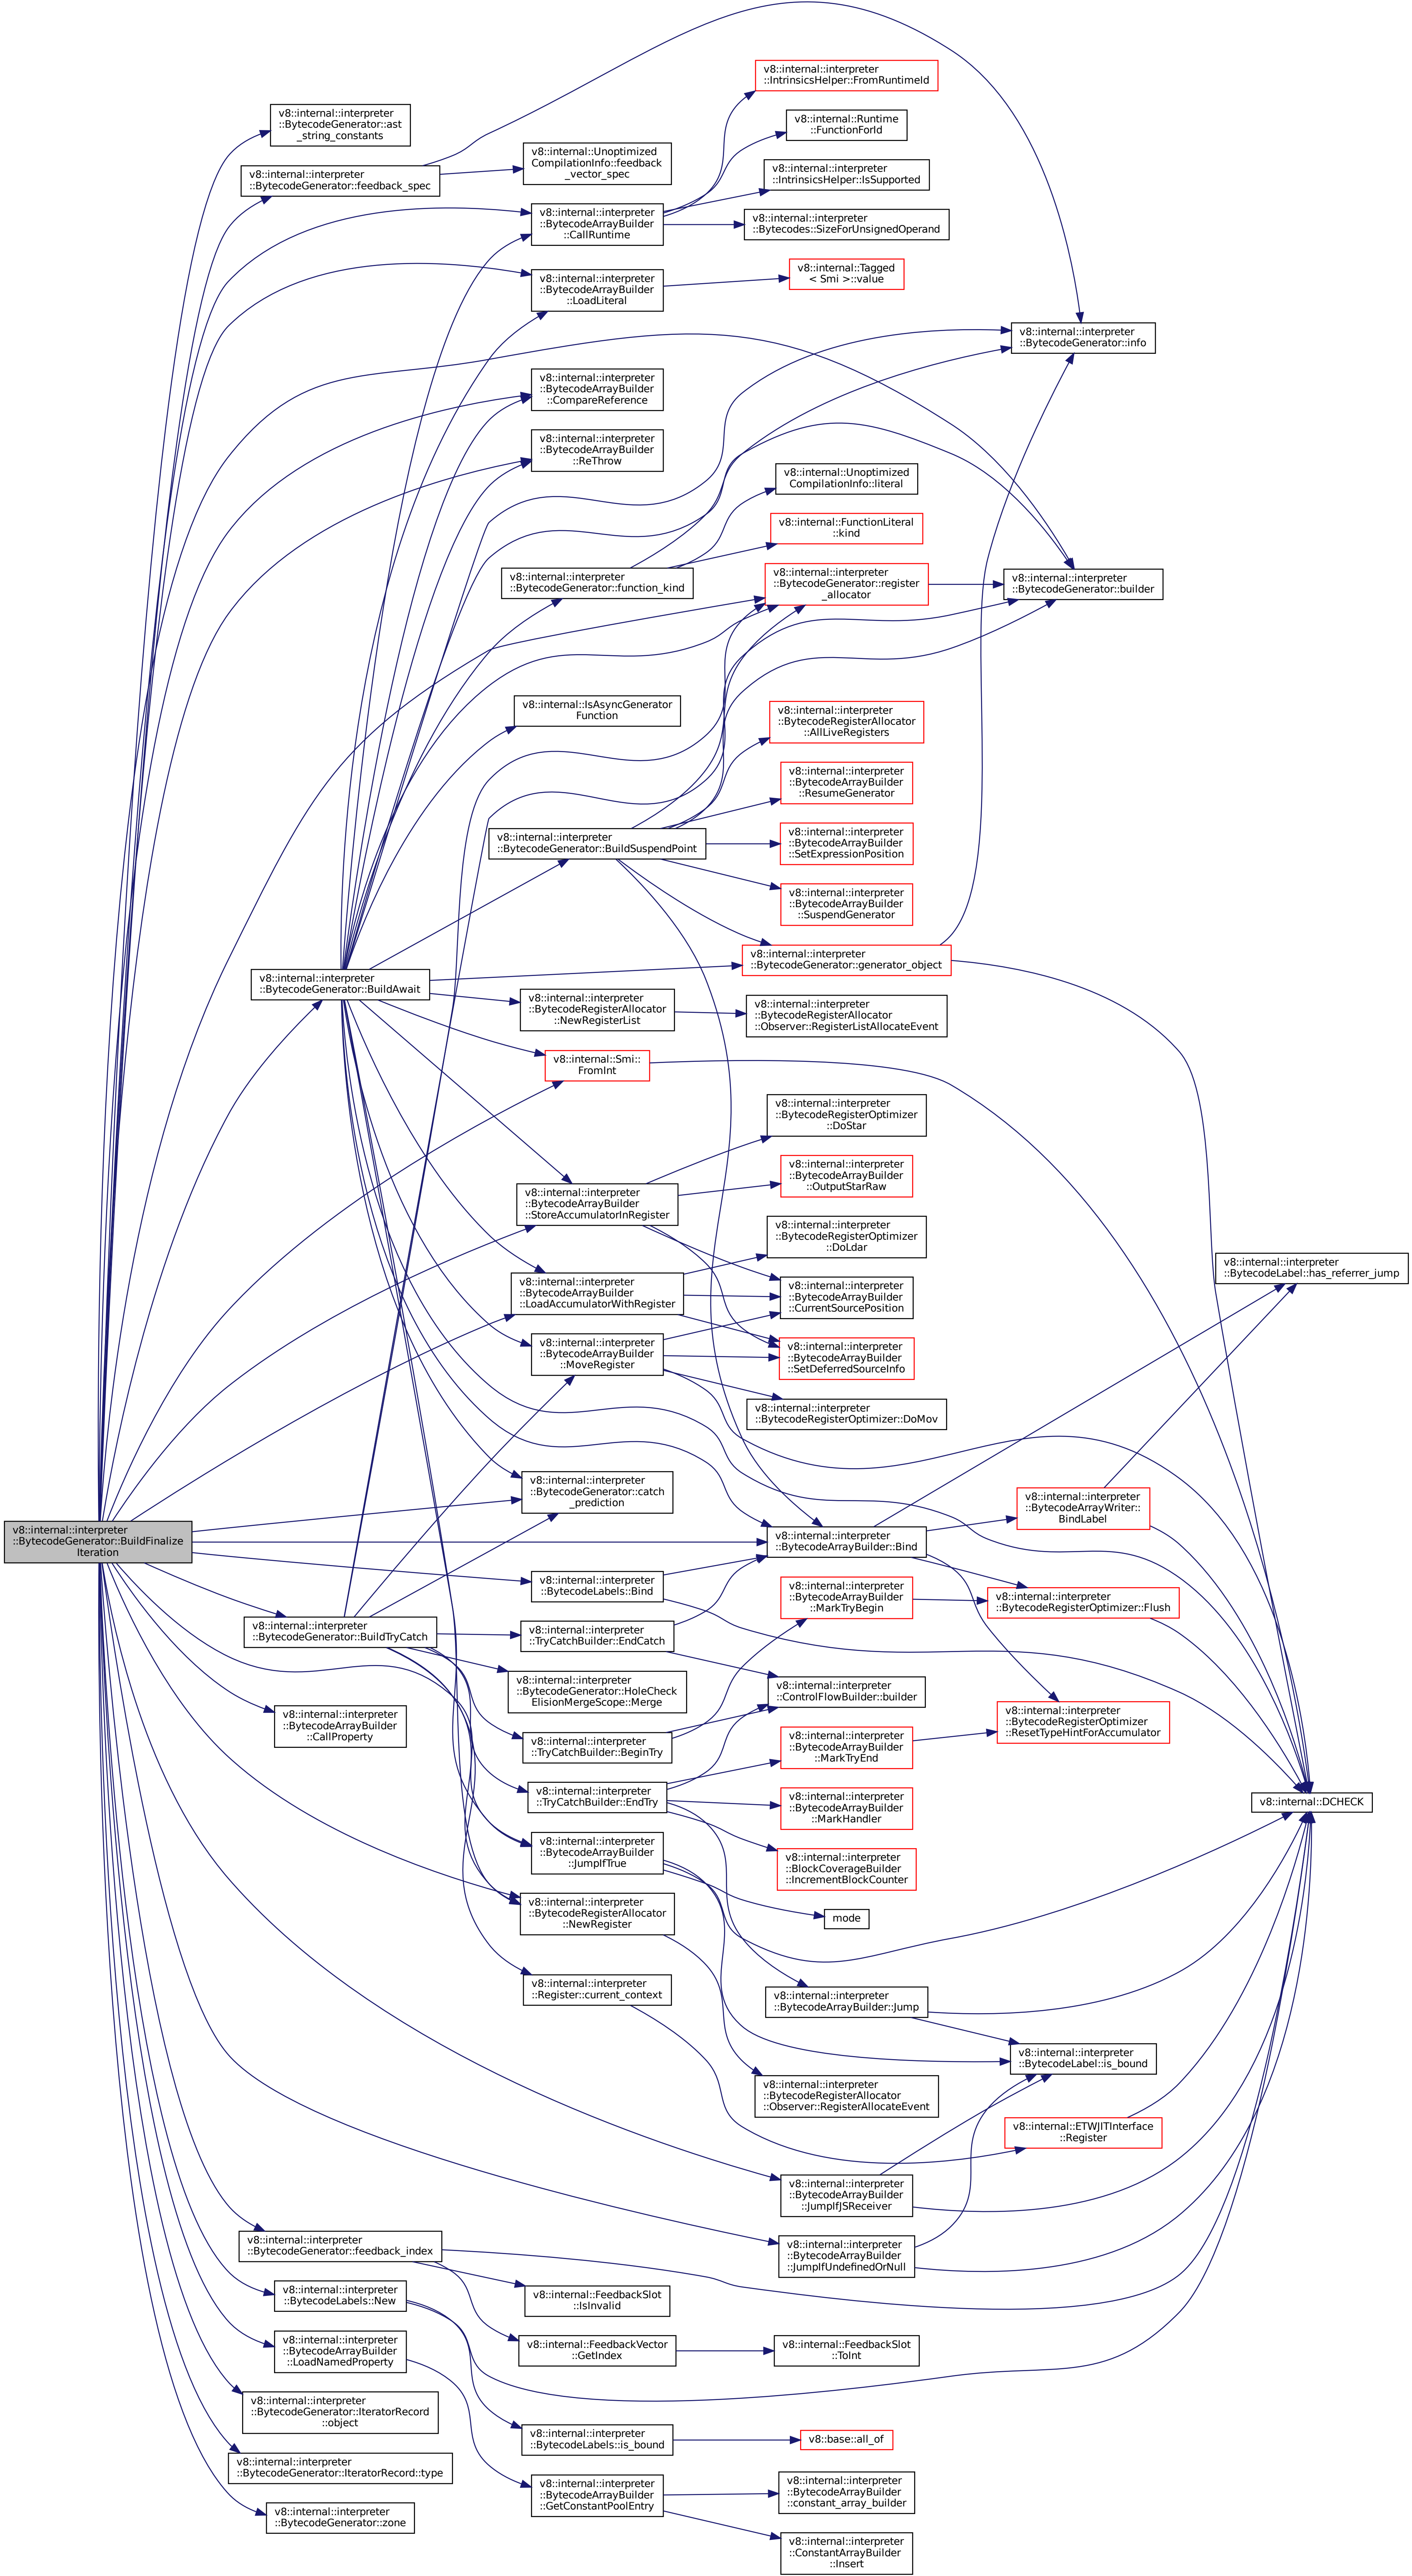 v8::internal::interpreter
::IntrinsicsHelper::FromRuntimeId
v8::internal::interpreter
::BytecodeGenerator::ast
_string_constants
v8::internal::Runtime
::FunctionForId
v8::internal::Unoptimized
CompilationInfo::feedback
_vector_spec
v8::internal::interpreter
::IntrinsicsHelper::IsSupported
v8::internal::interpreter
::BytecodeGenerator::feedback_spec
v8::internal::interpreter
::BytecodeArrayBuilder
::CallRuntime
v8::internal::interpreter
::Bytecodes::SizeForUnsignedOperand
v8::internal::Tagged
< Smi >::value
v8::internal::interpreter
::BytecodeArrayBuilder
::LoadLiteral
v8::internal::interpreter
::BytecodeGenerator::info
v8::internal::interpreter
::BytecodeArrayBuilder
::CompareReference
v8::internal::interpreter
::BytecodeArrayBuilder
::ReThrow
v8::internal::Unoptimized
CompilationInfo::literal
v8::internal::FunctionLiteral
::kind
v8::internal::interpreter
::BytecodeGenerator::function_kind
v8::internal::interpreter
::BytecodeGenerator::register
_allocator
v8::internal::interpreter
::BytecodeGenerator::builder
v8::internal::IsAsyncGenerator
Function
v8::internal::interpreter
::BytecodeRegisterAllocator
::AllLiveRegisters
v8::internal::interpreter
::BytecodeArrayBuilder
::ResumeGenerator
v8::internal::interpreter
::BytecodeGenerator::BuildSuspendPoint
v8::internal::interpreter
::BytecodeArrayBuilder
::SetExpressionPosition
v8::internal::interpreter
::BytecodeArrayBuilder
::SuspendGenerator
v8::internal::interpreter
::BytecodeGenerator::generator_object
v8::internal::interpreter
::BytecodeGenerator::BuildAwait
v8::internal::interpreter
::BytecodeRegisterAllocator
::NewRegisterList
v8::internal::interpreter
::BytecodeRegisterAllocator
::Observer::RegisterListAllocateEvent
v8::internal::Smi::
FromInt
v8::internal::interpreter
::BytecodeRegisterOptimizer
::DoStar
v8::internal::interpreter
::BytecodeArrayBuilder
::OutputStarRaw
v8::internal::interpreter
::BytecodeArrayBuilder
::StoreAccumulatorInRegister
v8::internal::interpreter
::BytecodeRegisterOptimizer
::DoLdar
v8::internal::interpreter
::BytecodeLabel::has_referrer_jump
v8::internal::interpreter
::BytecodeArrayBuilder
::LoadAccumulatorWithRegister
v8::internal::interpreter
::BytecodeArrayBuilder
::CurrentSourcePosition
v8::internal::interpreter
::BytecodeArrayBuilder
::MoveRegister
v8::internal::interpreter
::BytecodeArrayBuilder
::SetDeferredSourceInfo
v8::internal::interpreter
::BytecodeRegisterOptimizer::DoMov
v8::internal::interpreter
::BytecodeGenerator::catch
_prediction
v8::internal::interpreter
::BytecodeArrayWriter::
BindLabel
v8::internal::interpreter
::BytecodeGenerator::BuildFinalize
Iteration
v8::internal::interpreter
::BytecodeArrayBuilder::Bind
v8::internal::interpreter
::BytecodeLabels::Bind
v8::internal::interpreter
::BytecodeArrayBuilder
::MarkTryBegin
v8::internal::interpreter
::BytecodeRegisterOptimizer::Flush
v8::internal::interpreter
::BytecodeGenerator::BuildTryCatch
v8::internal::interpreter
::TryCatchBuilder::EndCatch
v8::internal::interpreter
::BytecodeGenerator::HoleCheck
ElisionMergeScope::Merge
v8::internal::interpreter
::ControlFlowBuilder::builder
v8::internal::interpreter
::BytecodeArrayBuilder
::CallProperty
v8::internal::interpreter
::BytecodeRegisterOptimizer
::ResetTypeHintForAccumulator
v8::internal::interpreter
::TryCatchBuilder::BeginTry
v8::internal::interpreter
::BytecodeArrayBuilder
::MarkTryEnd
v8::internal::interpreter
::TryCatchBuilder::EndTry
v8::internal::interpreter
::BytecodeArrayBuilder
::MarkHandler
v8::internal::DCHECK
v8::internal::interpreter
::BytecodeArrayBuilder
::JumpIfTrue
v8::internal::interpreter
::BlockCoverageBuilder
::IncrementBlockCounter
v8::internal::interpreter
::BytecodeRegisterAllocator
::NewRegister
mode
v8::internal::interpreter
::Register::current_context
v8::internal::interpreter
::BytecodeArrayBuilder::Jump
v8::internal::interpreter
::BytecodeLabel::is_bound
v8::internal::interpreter
::BytecodeRegisterAllocator
::Observer::RegisterAllocateEvent
v8::internal::ETWJITInterface
::Register
v8::internal::interpreter
::BytecodeArrayBuilder
::JumpIfJSReceiver
v8::internal::interpreter
::BytecodeGenerator::feedback_index
v8::internal::interpreter
::BytecodeArrayBuilder
::JumpIfUndefinedOrNull
v8::internal::interpreter
::BytecodeLabels::New
v8::internal::FeedbackSlot
::IsInvalid
v8::internal::interpreter
::BytecodeArrayBuilder
::LoadNamedProperty
v8::internal::FeedbackVector
::GetIndex
v8::internal::FeedbackSlot
::ToInt
v8::internal::interpreter
::BytecodeGenerator::IteratorRecord
::object
v8::internal::interpreter
::BytecodeLabels::is_bound
v8::base::all_of
v8::internal::interpreter
::BytecodeGenerator::IteratorRecord::type
v8::internal::interpreter
::BytecodeArrayBuilder
::GetConstantPoolEntry
v8::internal::interpreter
::BytecodeArrayBuilder
::constant_array_builder
v8::internal::interpreter
::BytecodeGenerator::zone
v8::internal::interpreter
::ConstantArrayBuilder
::Insert